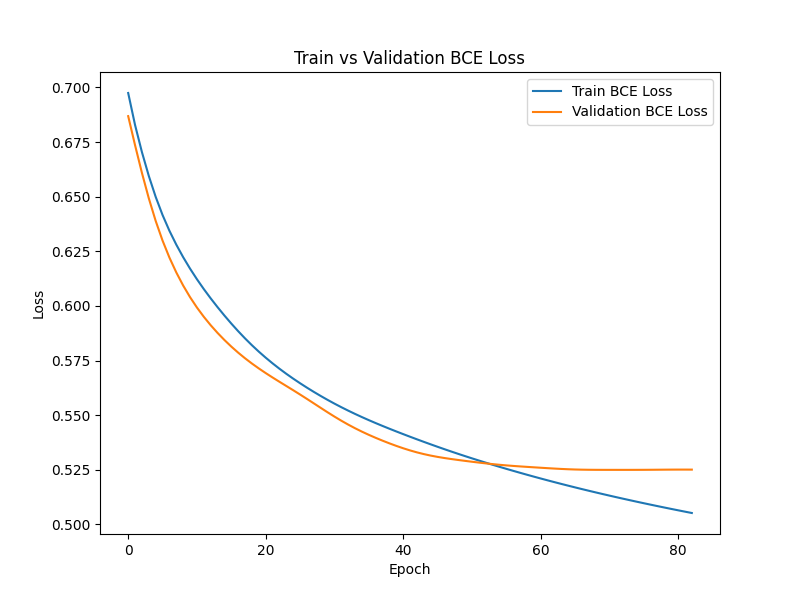 Train vs Validation BCE Loss
Train BCE Loss
Validation BCE Loss
0.700
0.675
0.650
0.625
0.600
0.575
0.550
0.525
0.500
Loss
0 20 40 60 80
Epoch